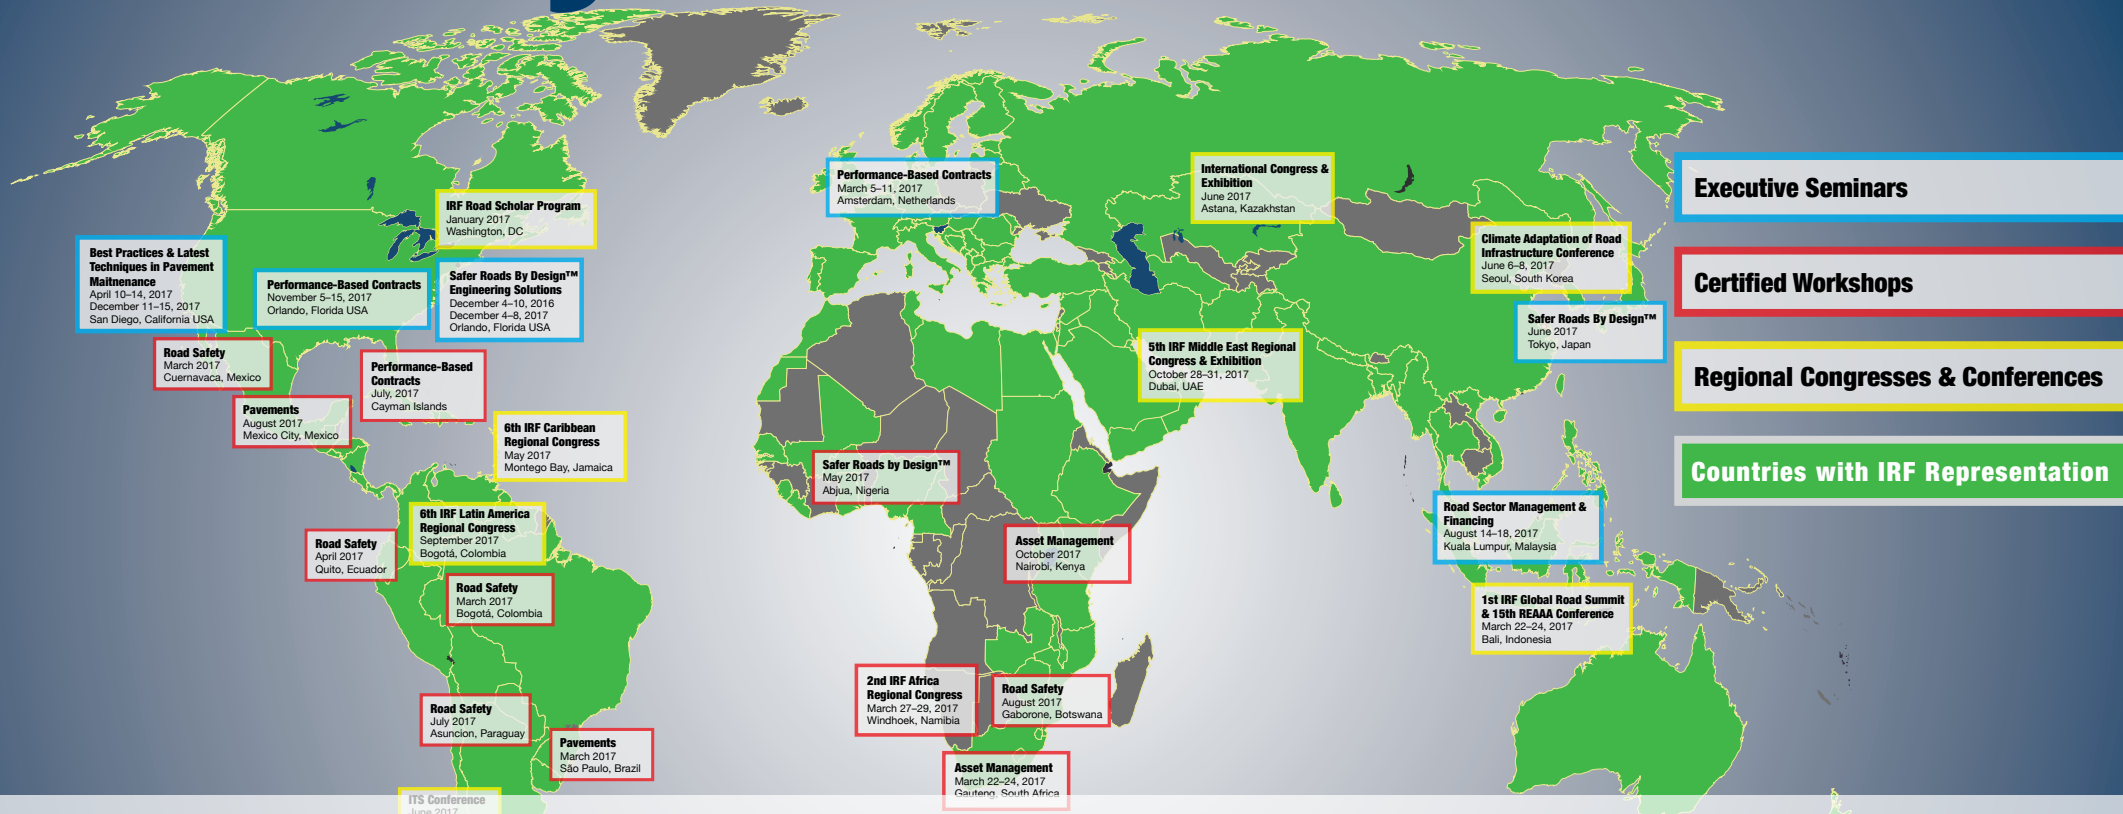 IRF Road Scholar Program
January 2017
Washington, DC
Best Practices & Latest
Techniques in Pavement
Maitnenance
April 10–14, 2017
December 11–15, 2017
San Diego, California USA
Performance-Based Contracts
November 5–15, 2017
Orlando, Florida USA
Safer Roads By Design™
Engineering Solutions
December 4–10, 2016
December 4–8, 2017
Orlando, Florida USA
Road Safety
March 2017
Cuernavaca, Mexico
Performance-Based
Contracts
July, 2017
Cayman Islands
Pavements
August 2017
Mexico City, Mexico
6th IRF Caribbean
Regional Congress
May 2017
Montego Bay, Jamaica
6th IRF Latin America
Regional Congress
September 2017
Bogotá, Colombia
Road Safety
April 2017
Quito, Ecuador
Road Safety
March 2017
Bogotá, Colombia
Road Safety
July 2017
Asuncion, Paraguay
Pavements
March 2017
São Paulo, Brazil
ITS Conference
June 2017
Performance-Based Contracts
March 5–11, 2017
Amsterdam, Netherlands
International Congress &
Exhibition
June 2017
Astana, Kazakhstan
Climate Adaptation of Road
Infrastructure Conference
June 6–8, 2017
Seoul, South Korea
Safer Roads By Design™
June 2017
Tokyo, Japan
5th IRF Middle East Regional
Congress & Exhibition
October 28–31, 2017
Dubai, UAE
Safer Roads by Design™
May 2017
Abjua, Nigeria
Asset Management
October 2017
Nairobi, Kenya
Road Sector Management &
Financing
August 14–18, 2017
Kuala Lumpur, Malaysia
1st IRF Global Road Summit
& 15th REAAA Conference
March 22–24, 2017
Bali, Indonesia
2nd IRF Africa
Regional Congress
March 27–29, 2017
Windhoek, Namibia
Road Safety
August 2017
Gaborone, Botswana
Asset Management
March 22–24, 2017
Gauteng, South Africa
Executive Seminars
Certified Workshops
Regional Congresses & Conferences
Countries with IRF Representation